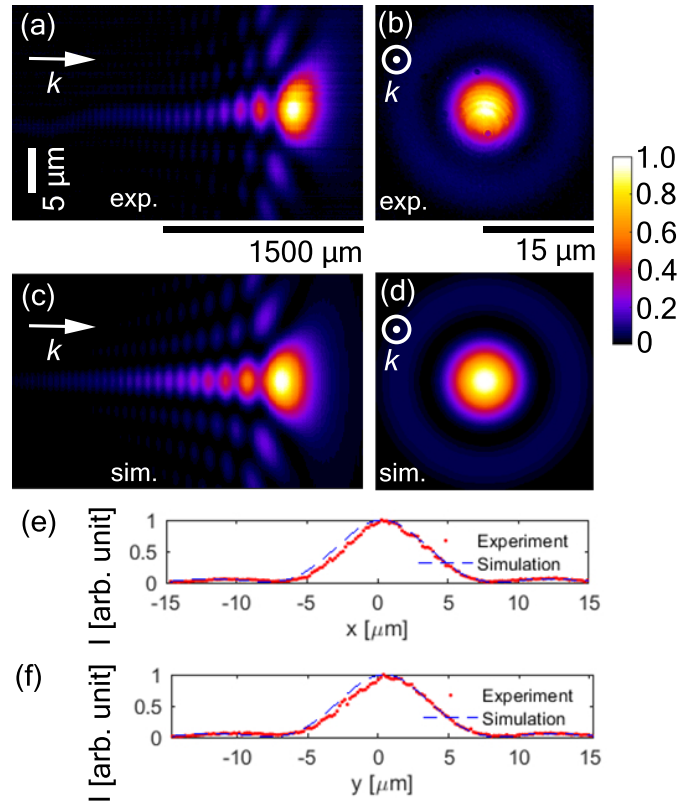 (a)
k
5 μm
exp.
(b)
k
exp.
1500 μm
15 μm
1.0
0.8
0.6
0.4
0.2
0
(c)
k
sim.
(d)
k
sim.
(e)
I [arb. unit]
1
0.5
0
Experiment
Simulation
-15 -10 -5 0 5 10 15
x [μm]
(f)
I [arb. unit]
1
0.5
0
Experiment
Simulation
-10 -5 0 5 10 15
y [μm]